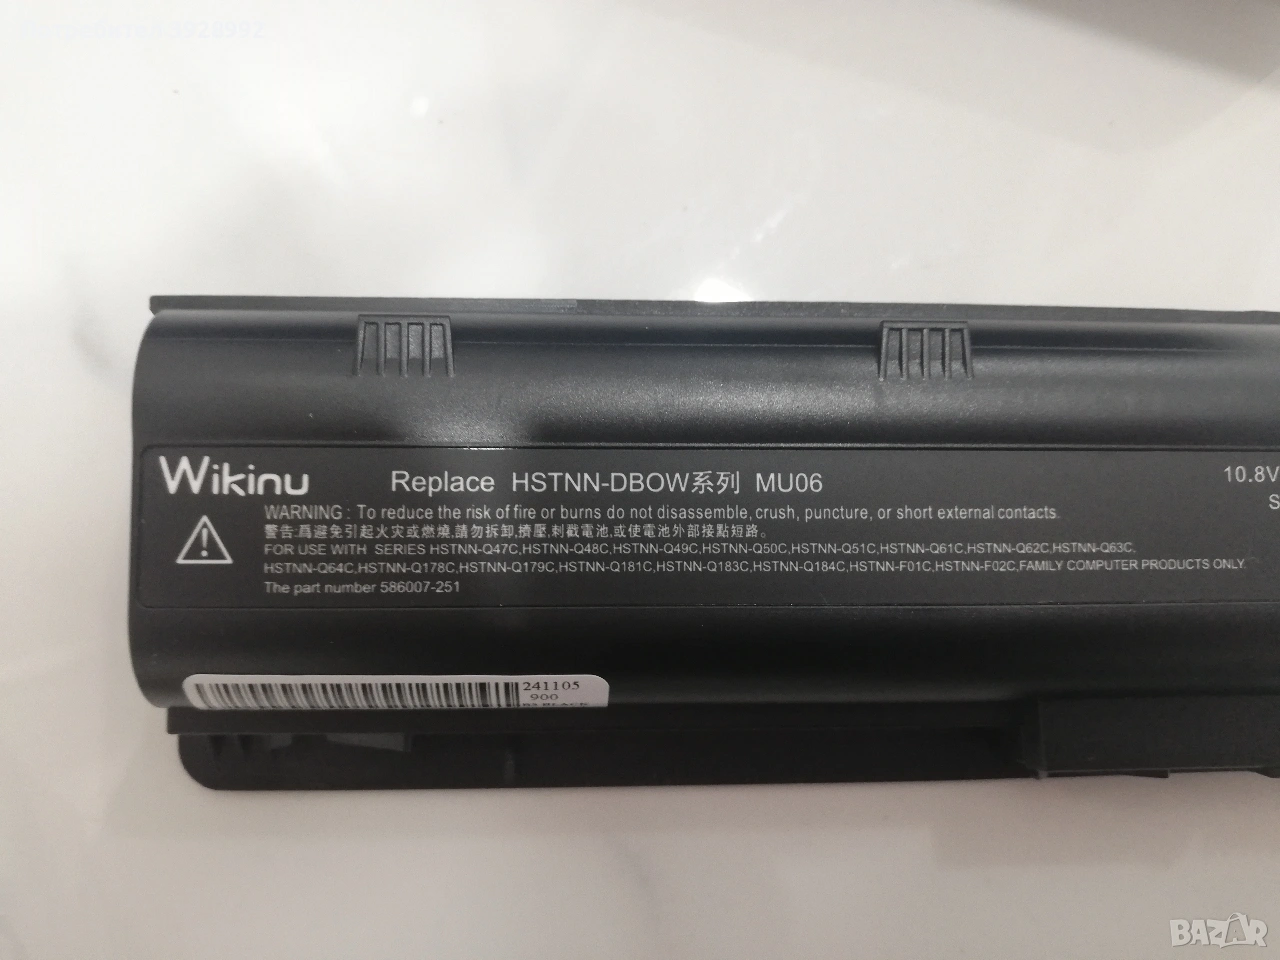 1920992
Wikinu
Replace HSTNN-DBOW系列 MU06
10.8V
S
WARNING : To reduce the risk of fire or burns do not disassemble, crush, puncture, or short external contacts.
警告:爲避免引起火灾或燃燒,請勿拆卸,擠壓,刺戳電池,或使電池外部接點短路。
FOR USE WITH SERIES HSTNN-Q47C,HSTNN-Q48C,HSTNN-Q49C,HSTNN-Q50C,HSTNN-Q51C,HSTNN-Q61C,HSTNN-Q62C,HSTNN-Q63C,
HSTNN-Q64C,HSTNN-Q178C,HSTNN-Q179C,HSTNN-Q181C,HSTNN-Q183C,HSTNN-Q184C,HSTNN-F01C,HSTNN-F02C,FAMILY COMPUTER PRODUCTS ONLY.
The part number 586007-251
241105
900
BAZAR